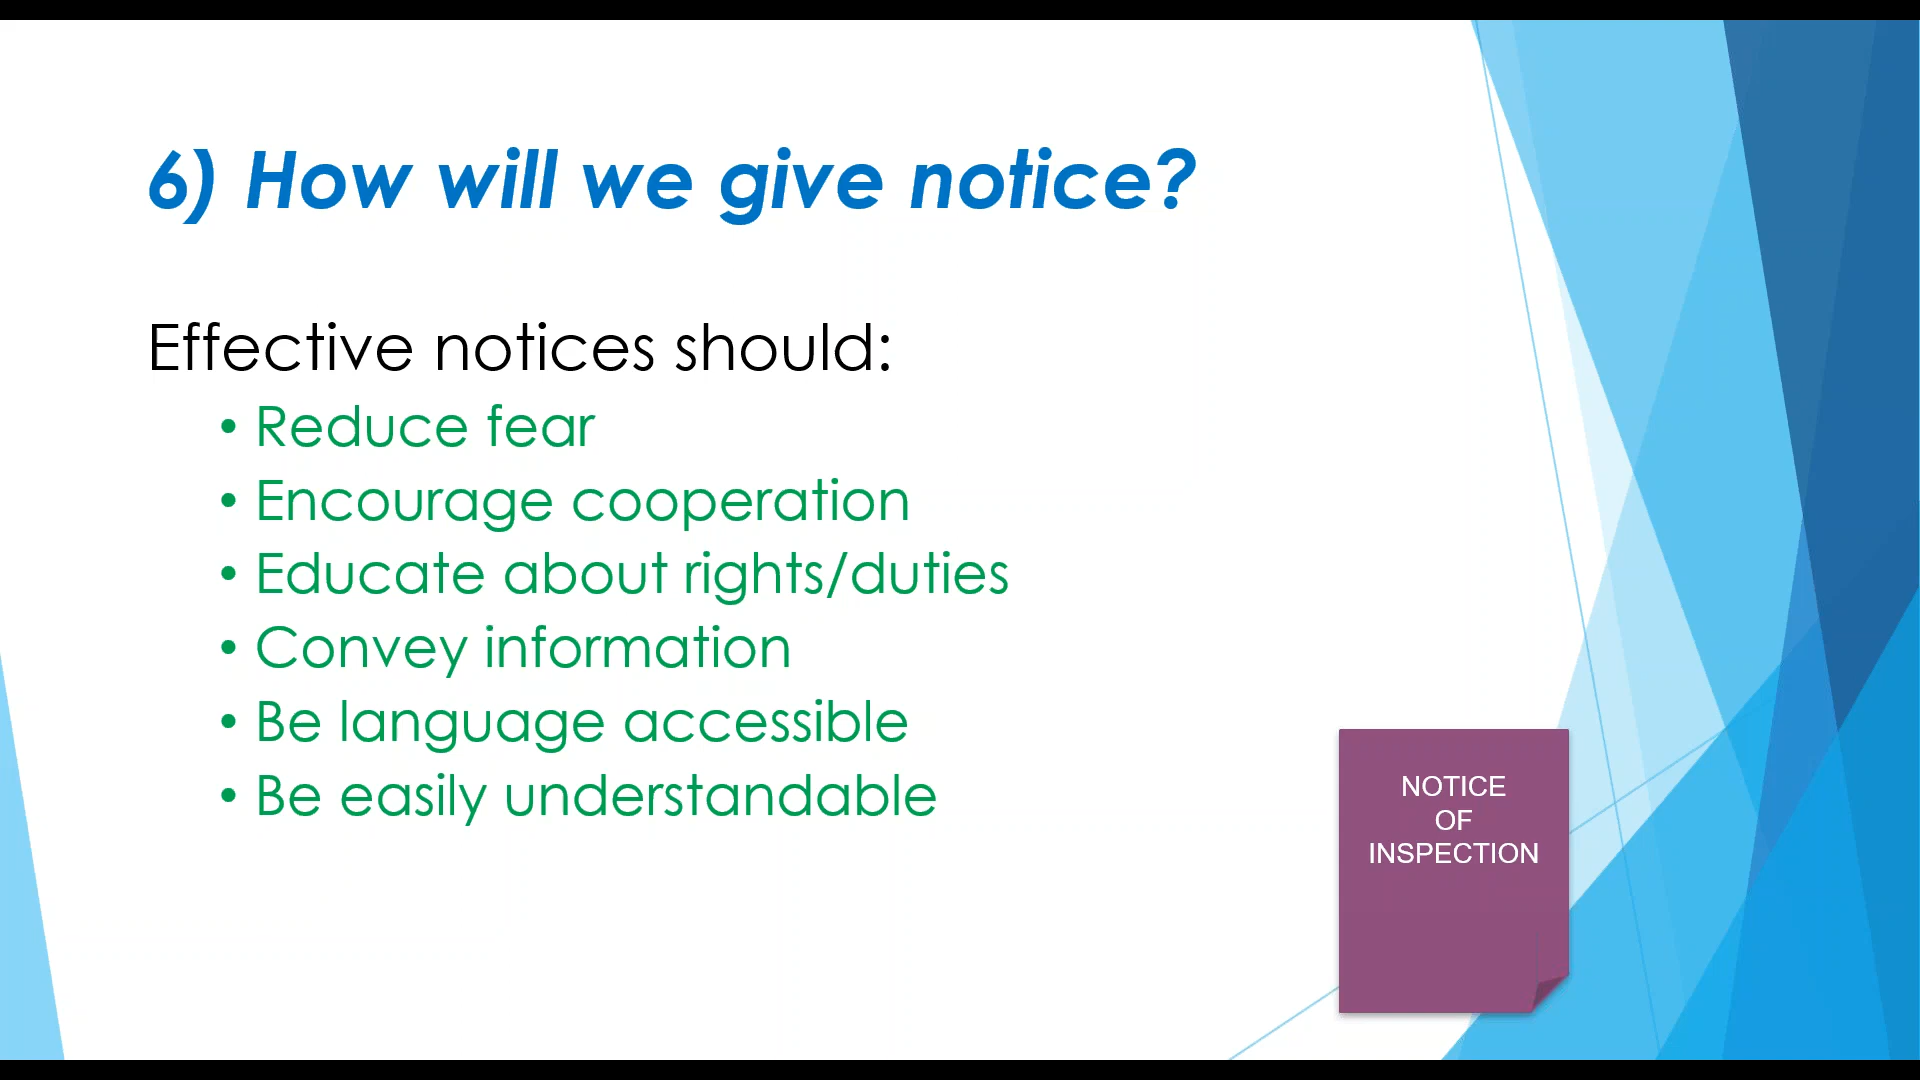 6) How will we give notice?
Effective notices should:
• Reduce fear
• Encourage cooperation
• Educate about rights/duties
• Convey information
• Be language accessible
• Be easily understandable
NOTICE
OF
INSPECTION